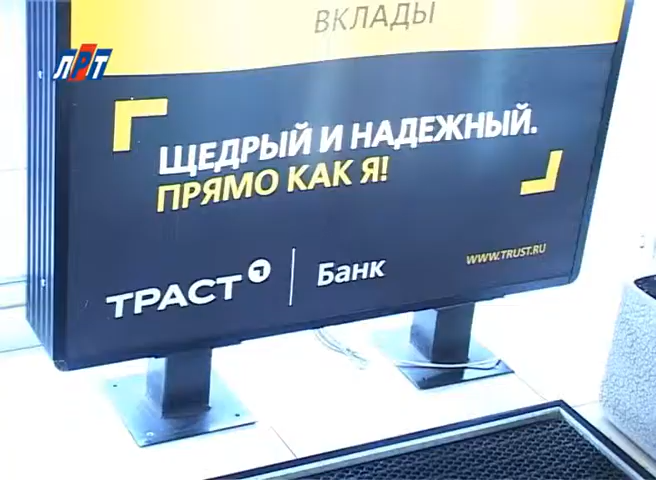 ВКЛАДЫ
ЛРТ
ЩЕДРЫЙ И НАДЕЖНЫЙ.
ПРЯМО КАК Я!
ТРАСТ Т
Банк
WWW.TRUST.RU